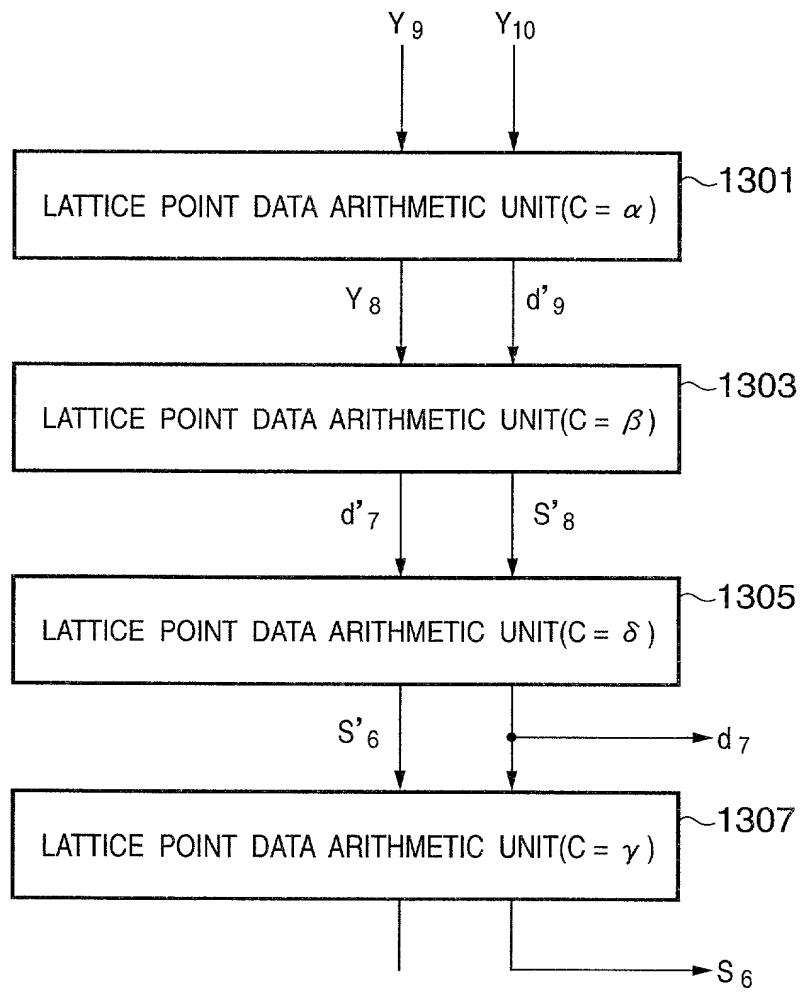 Y9 Y10
LATTICE POINT DATA ARITHMETIC UNIT(C = α)
1301
Y8 d'9
LATTICE POINT DATA ARITHMETIC UNIT(C = β)
1303
d'7 S'8
LATTICE POINT DATA ARITHMETIC UNIT(C = δ)
1305
S'6 d7
LATTICE POINT DATA ARITHMETIC UNIT(C = γ)
1307
S6